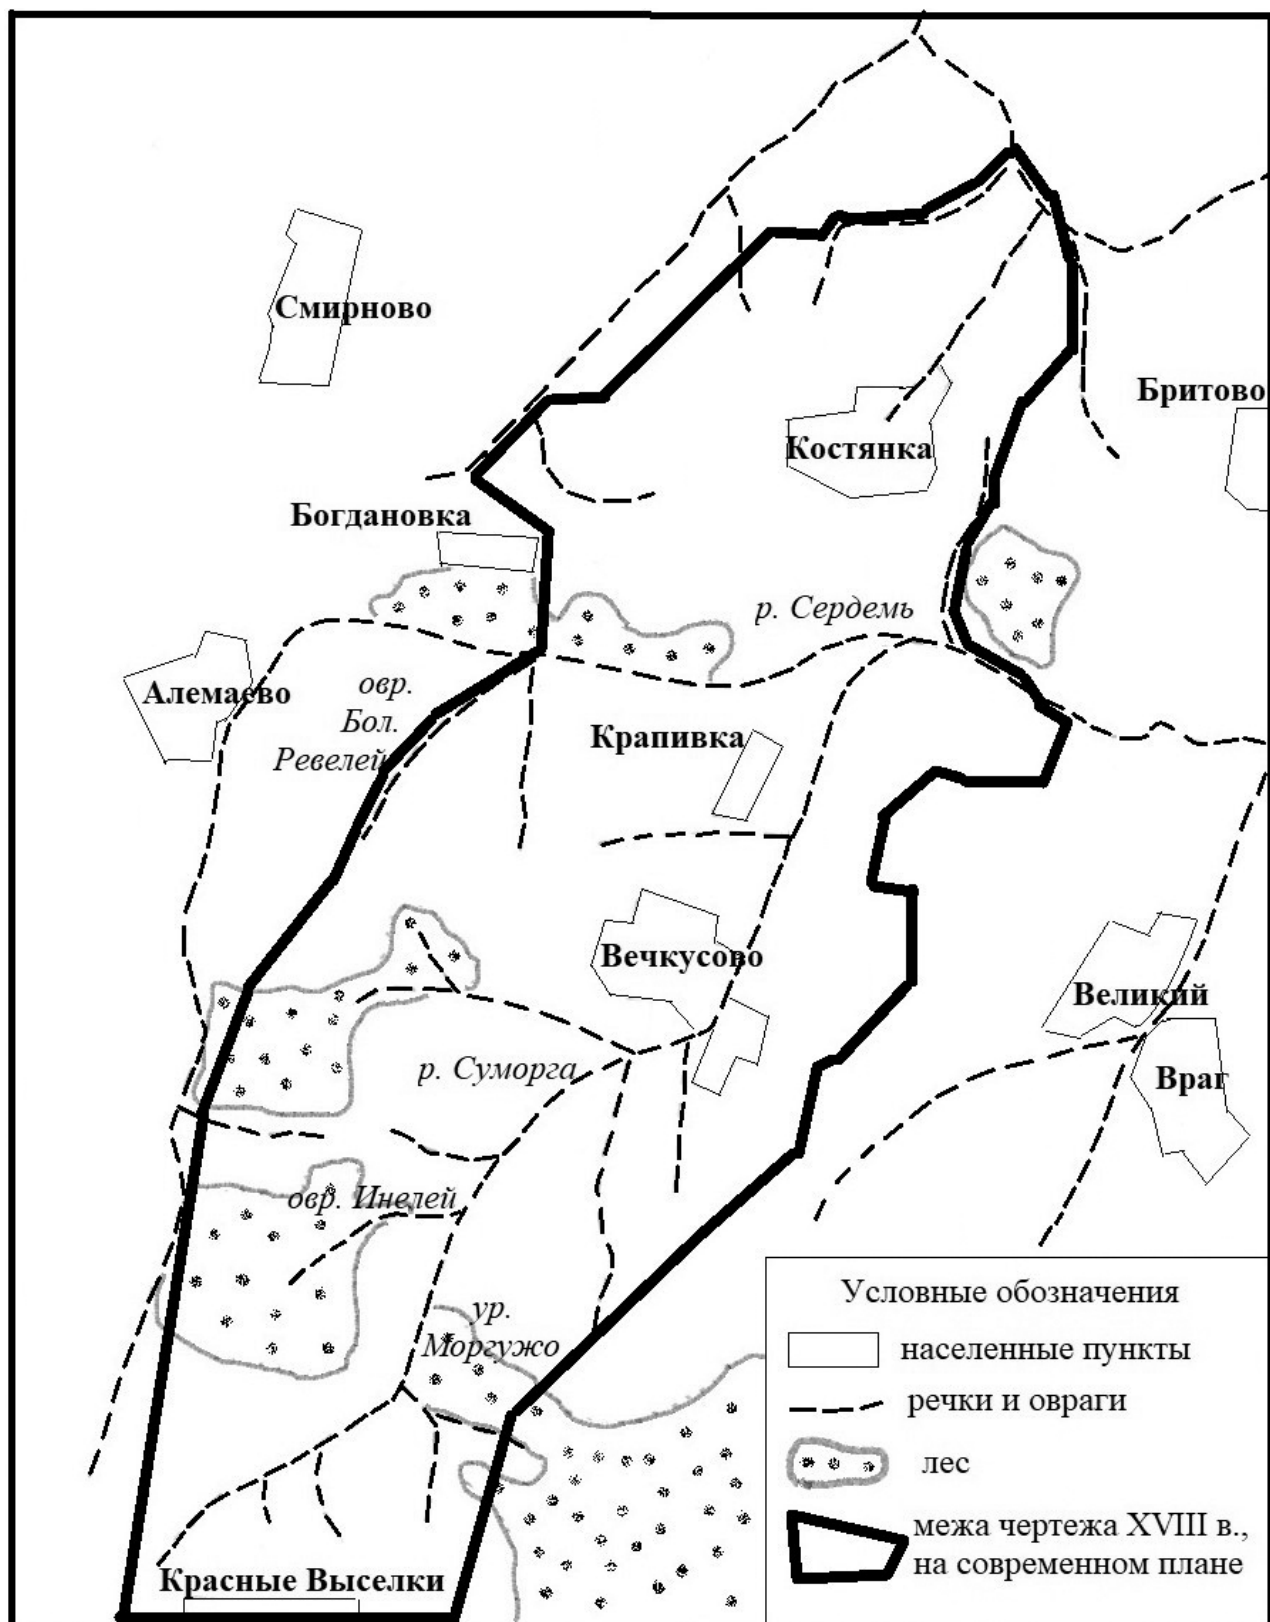 Смирново
Бритово
Костянка
Богдановка
р. Сердемь
Алемаево
овр.
Бол.
Ревелей
Крапивка
Вечкусово
Великий
Враг
р. Суморга
овр. Инелей
ур.
Моргужо
Красные Выселки
Условные обозначения
населенные пункты
речки и овраги
лес
межа чертежа XVIII в.,
на современном плане